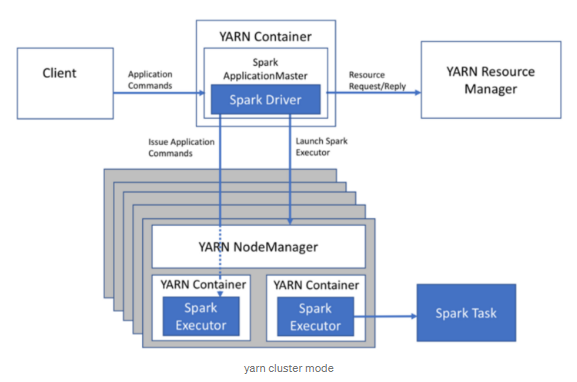 YARN Container
Client
Spark
ApplicationMaster
Spark Driver
Application
Commands
Resource
Request/Reply
YARN Resource
Manager
Issue Application
Commands
Launch Spark
Executor
YARN NodeManager
YARN Container
YARN Container
Spark
Executor
Spark
Executor
Spark Task
yarn cluster mode